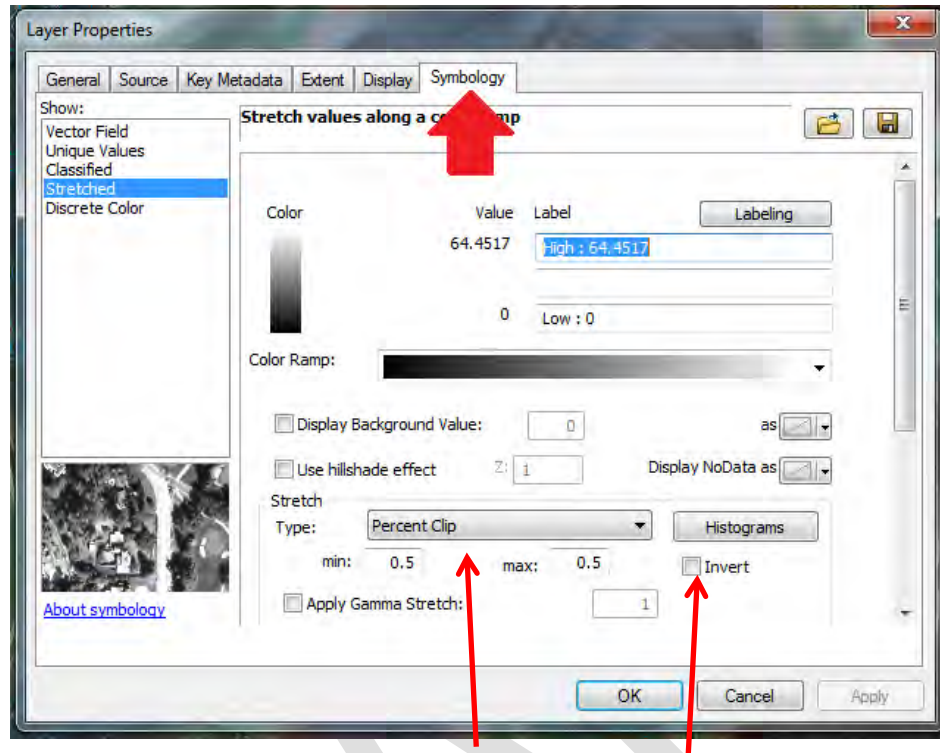 Layer Properties
General Source Key Metadata Extent Display Symbology
Show:
Vector Field
Unique Values
Classified
Stretched
Discrete Color
Stretch values along a
Color Value Label Labeling
64.4517 High : 64.4517
0 Low : 0
Color Ramp:
Display Background Value: 0 as
Use hillshade effect Z: 1 Display NoData as
Stretch
Type: Percent Clip Histograms
min: 0.5 max: 0.5 Invert
Apply Gamma Stretch: 1
About symbology
OK Cancel Apply